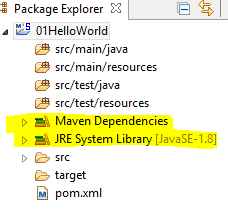 Package Explorer
01HelloWorld
src/main/java
src/main/resources
src/test/java
src/test/resources
Maven Dependencies
JRE System Library [JavaSE-1.8]
src
target
pom.xml